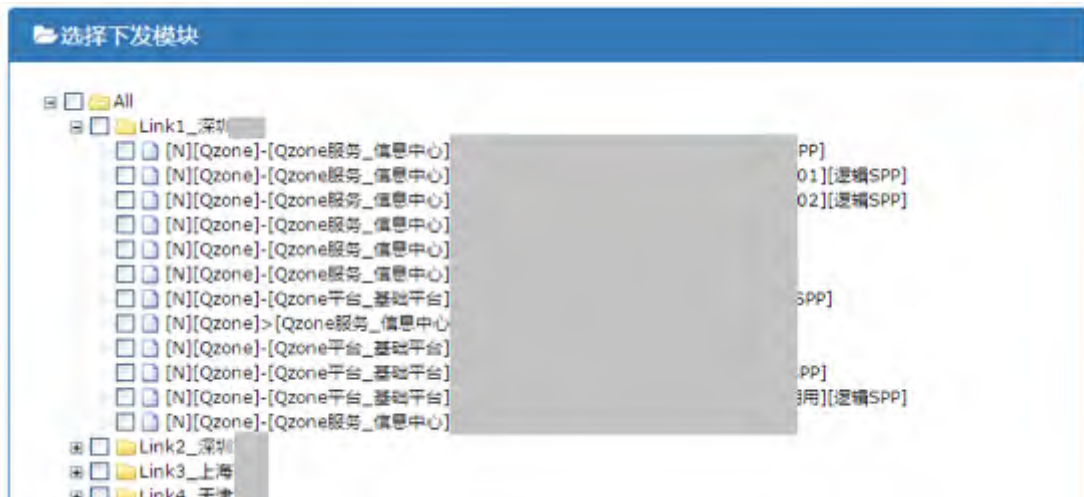 选择下发模块
All
Link1_深圳
[N][Qzone]-[Qzone服务_信息中心] PP]
[N][Qzone]-[Qzone服务_信息中心] 01][逻辑SPP]
[N][Qzone]-[Qzone服务_信息中心] 02][逻辑SPP]
[N][Qzone]-[Qzone服务_信息中心]
[N][Qzone]-[Qzone服务_信息中心]
[N][Qzone]-[Qzone服务_信息中心]
[N][Qzone]-[Qzone平台_基础平台] SPP]
[N][Qzone]>[Qzone服务_信息中心
[N][Qzone]-[Qzone平台_基础平台]
[N][Qzone]-[Qzone平台_基础平台] PP]
[N][Qzone]-[Qzone平台_基础平台] 用][逻辑SPP]
[N][Qzone]-[Qzone服务_信息中心]
Link2_深圳
Link3_上海
Link4_天津